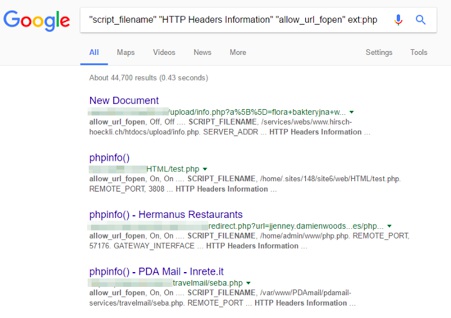 Google "script_filename" "HTTP Headers Information" "allow_url_fopen" ext:php
All Maps Videos News More Settings Tools
About 44,700 results (0.43 seconds)
New Document
upload/info.php?a%5B%5D=flora+bakteryjna+w...
allow_url_fopen, Off, Off .... SCRIPT_FILENAME, /services/webs/www.hirsch-
hoeckli.ch/htdocs/upload/info.php. SERVER_ADDR ... HTTP Headers Information ...
phpinfo()
HTML/test.php
allow_url_fopen, On, On .... SCRIPT_FILENAME, /home/.sites/148/site6/web/HTML/test.php.
REMOTE_PORT, 3808 ... HTTP Headers Information ...
phpinfo() - Hermanus Restaurants
redirect.php?url=jjenney.damienwoods...es/php...
allow_url_fopen, On, On .... SCRIPT_FILENAME, /home/admin/www/php.php. REMOTE_PORT,
57176. GATEWAY_INTERFACE ... HTTP Headers Information ...
phpinfo() - PDA Mail - Inrete.it
travelmail/seba.php
allow_url_fopen, On, On .... SCRIPT_FILENAME, /var/www/PDAmail/pdamail-
services/travelmail/seba.php. REMOTE_PORT ... HTTP Headers Information ...